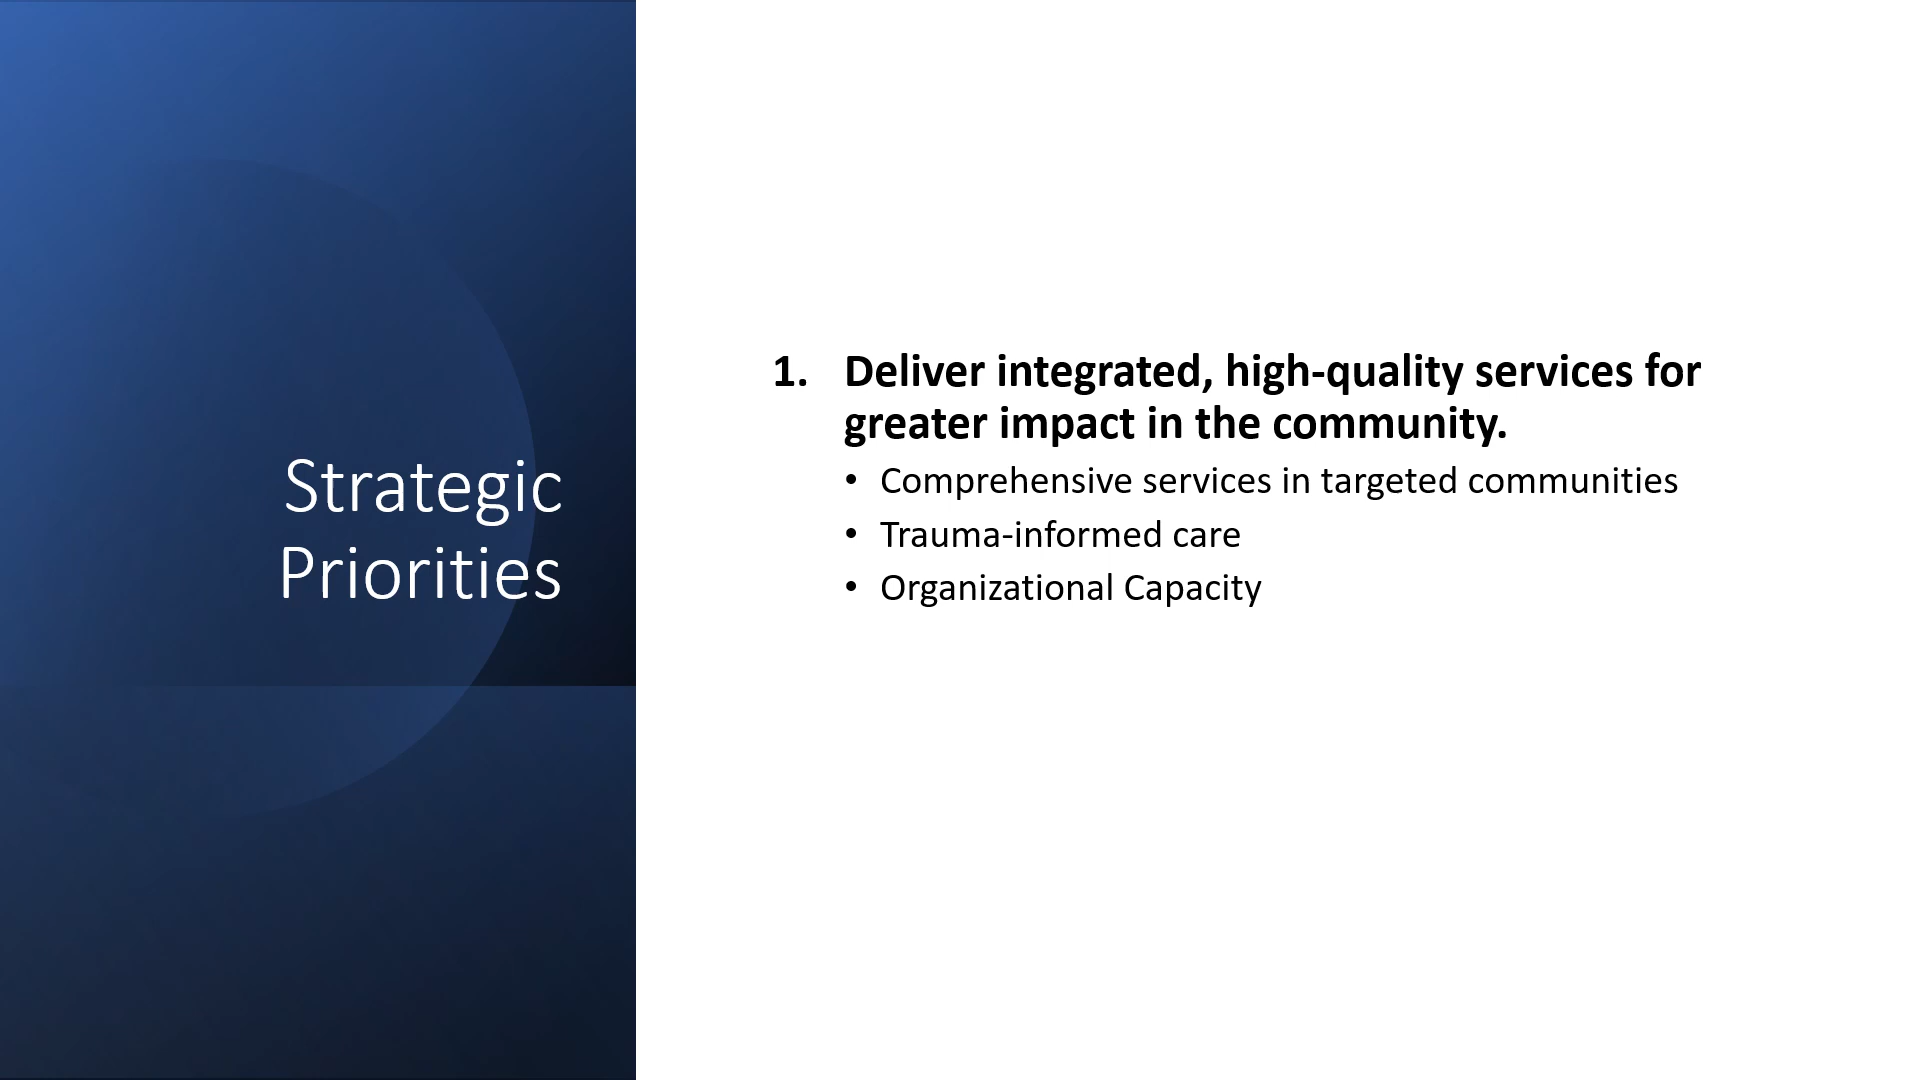 Strategic
Priorities
1. Deliver integrated, high-quality services for
greater impact in the community.
• Comprehensive services in targeted communities
• Trauma-informed care
• Organizational Capacity